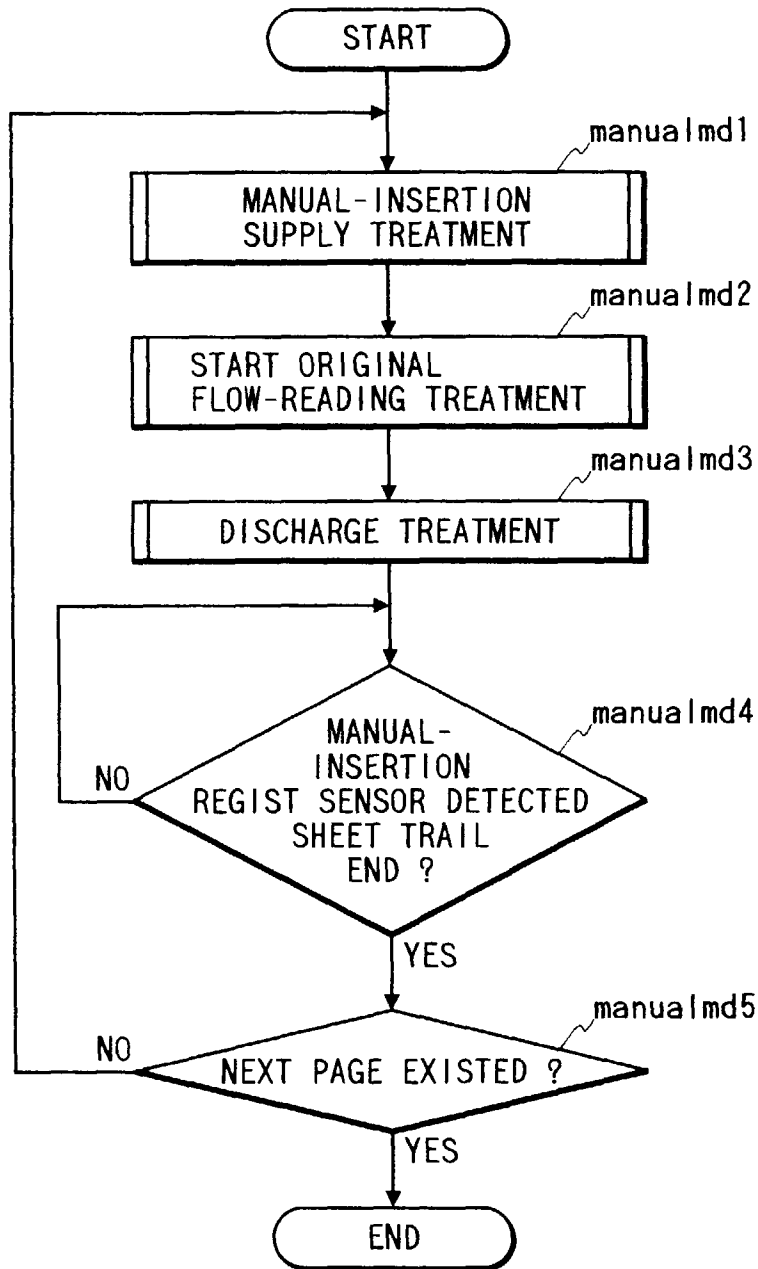 START
manualmd1
MANUAL-INSERTION
SUPPLY TREATMENT
manualmd2
START ORIGINAL
FLOW-READING TREATMENT
manualmd3
DISCHARGE TREATMENT
manualmd4
MANUAL-
INSERTION
REGIST SENSOR DETECTED
SHEET TRAIL
END ?
NO
YES
manualmd5
NEXT PAGE EXISTED ?
NO
YES
END